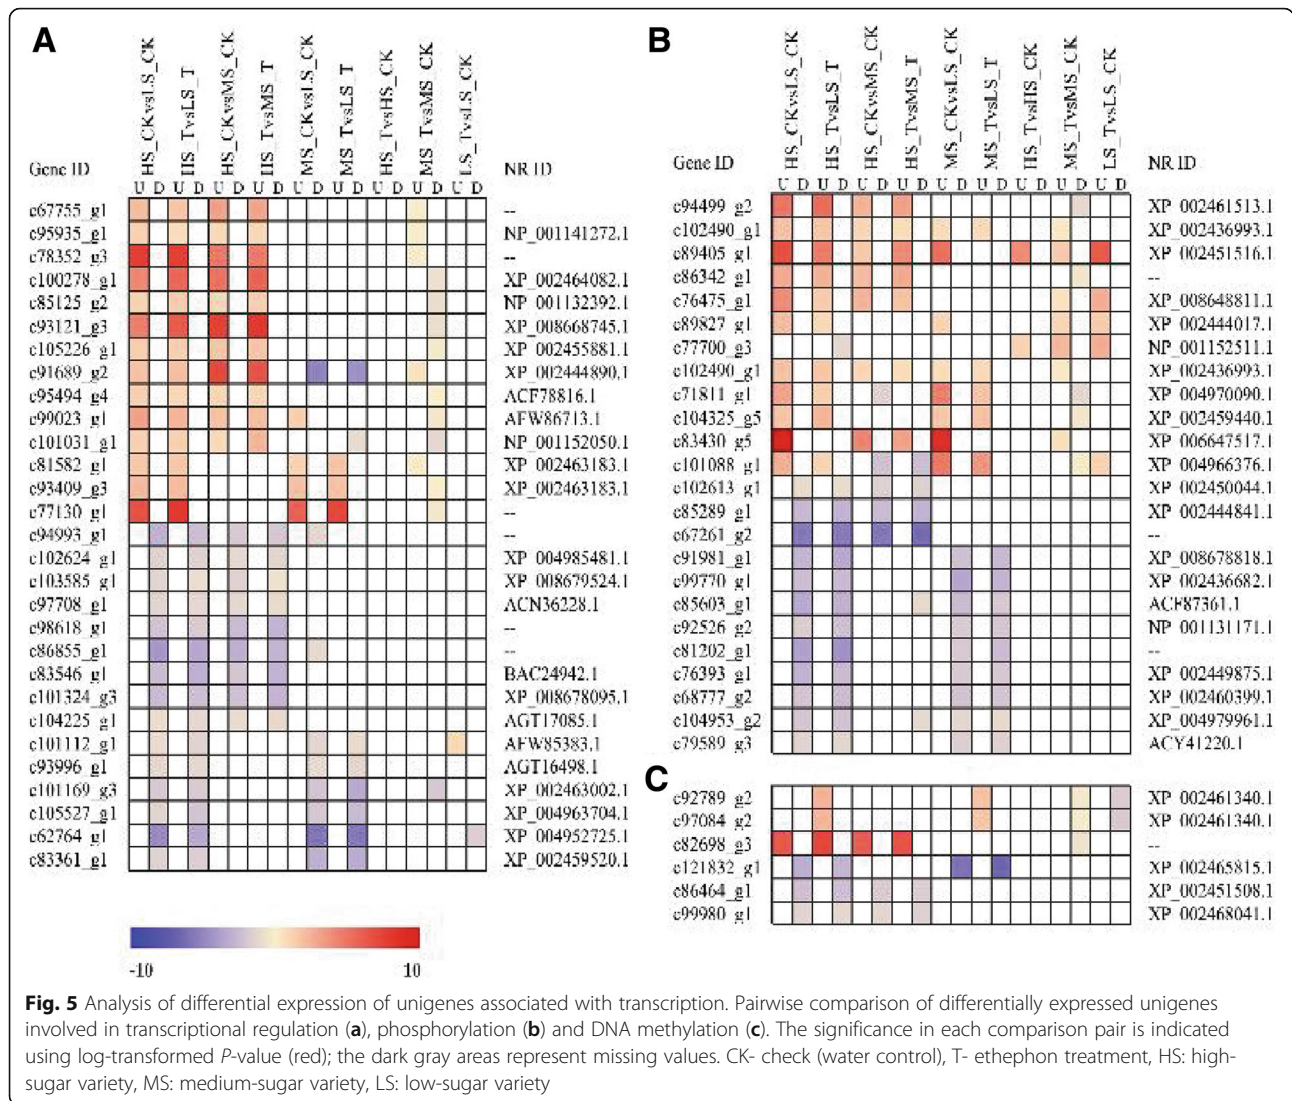 A
HS_CKvsLS_CK
HS_TvsLS_T
HS_CKvsMS_CK
HS_TvsMS_T
MS_CKvsLS_CK
MS_TvsLS_T
HS_TvsHS_CK
MS_TvsMS_CK
LS_TvsLS_CK
Gene ID
NR ID
U D U D U D U D U D U D U D U D U D
c67755_g1 --
c95935_g1 NP_001141272.1
c78352_g3 --
c100278_g1 XP_002464082.1
c85125_g2 NP_001132392.1
c93121_g3 XP_008668745.1
c105226_g1 XP_002455881.1
c91689_g2 XP_002444890.1
c95494_g4 ACF78816.1
c99023_g1 AFW86713.1
c101031_g1 NP_001152050.1
c81582_g1 XP_002463183.1
c93409_g3 XP_002463183.1
c77130_g1 --
c94993_g1 --
c102624_g1 XP_004985481.1
c103585_g1 XP_008679524.1
c97708_g1 ACN36228.1
c98618_g1 --
c86855_g1 --
c83546_g1 BAC24942.1
c101324_g3 XP_008678095.1
c104225_g1 AGT17085.1
c101112_g1 AFW85383.1
c93996_g1 AGT16498.1
c101169_g3 XP_002463002.1
c105527_g1 XP_004963704.1
c62764_g1 XP_004952725.1
c83361_g1 XP_002459520.1
-10 10
B
HS_CKvsLS_CK
HS_TvsLS_T
HS_CKvsMS_CK
HS_TvsMS_T
MS_CKvsLS_CK
MS_TvsLS_T
HS_TvsHS_CK
MS_TvsMS_CK
LS_TvsLS_CK
Gene ID
NR ID
U D U D U D U D U D U D U D U D U D
c94499_g2 XP_002461513.1
c102490_g1 XP_002436993.1
c89405_g1 XP_002451516.1
c86342_g1 --
c76475_g1 XP_008648811.1
c89827_g1 XP_002444017.1
c77700_g3 NP_001152511.1
c102490_g1 XP_002436993.1
c71811_g1 XP_004970090.1
c104325_g5 XP_002459440.1
c83430_g5 XP_006647517.1
c101088_g1 XP_004966376.1
c102613_g1 XP_002450044.1
c85289_g1 XP_002444841.1
c67261_g2 --
c91981_g1 XP_008678818.1
c99770_g1 XP_002436682.1
c85603_g1 ACF87361.1
c92526_g2 NP_001131171.1
c81202_g1 --
c76393_g1 XP_002449875.1
c68777_g2 XP_002460399.1
c104953_g2 XP_004979961.1
c79589_g3 ACY41220.1
C
c92789_g2 XP_002461340.1
c97084_g2 XP_002461340.1
c82698_g3 --
c121832_g1 XP_002465815.1
c86464_g1 XP_002451508.1
c99980_g1 XP_002468041.1
Fig. 5 Analysis of differential expression of unigenes associated with transcription. Pairwise comparison of differentially expressed unigenes
involved in transcriptional regulation (a), phosphorylation (b) and DNA methylation (c). The significance in each comparison pair is indicated
using log-transformed P-value (red); the dark gray areas represent missing values. CK- check (water control), T- ethephon treatment, HS: high-
sugar variety, MS: medium-sugar variety, LS: low-sugar variety